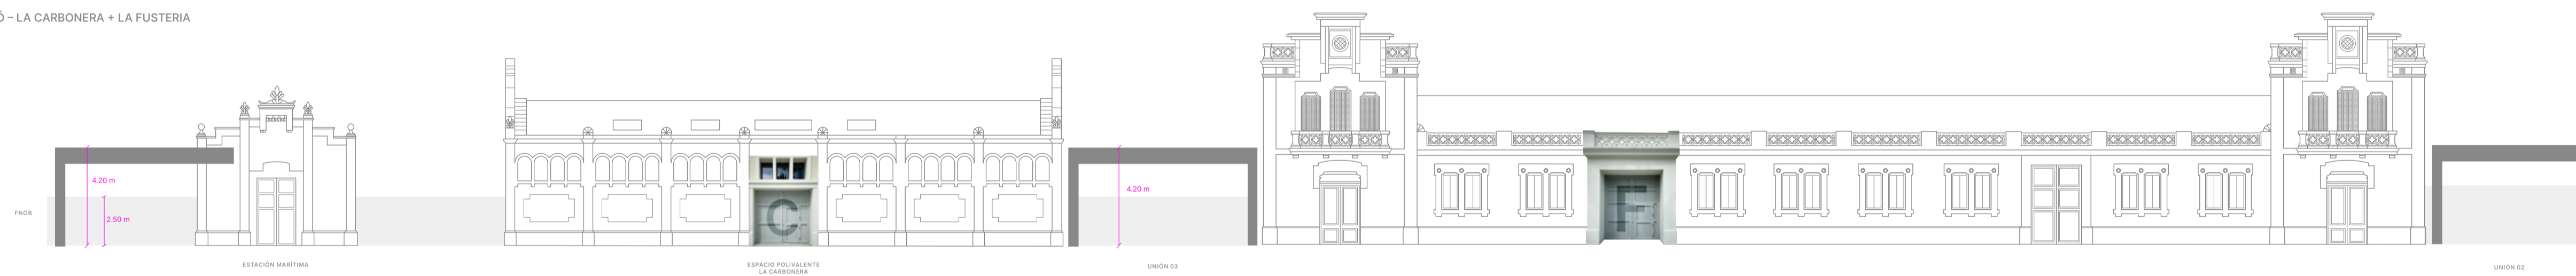 Ó – LA CARBONERA + LA FUSTERIA
4.20 m
2.50 m
FNOB
ESTACIÓN MARÍTIMA
C
ESPACIO POLIVALENTE
LA CARBONERA
4.20 m
UNIÓN 03
F
UNIÓN 02